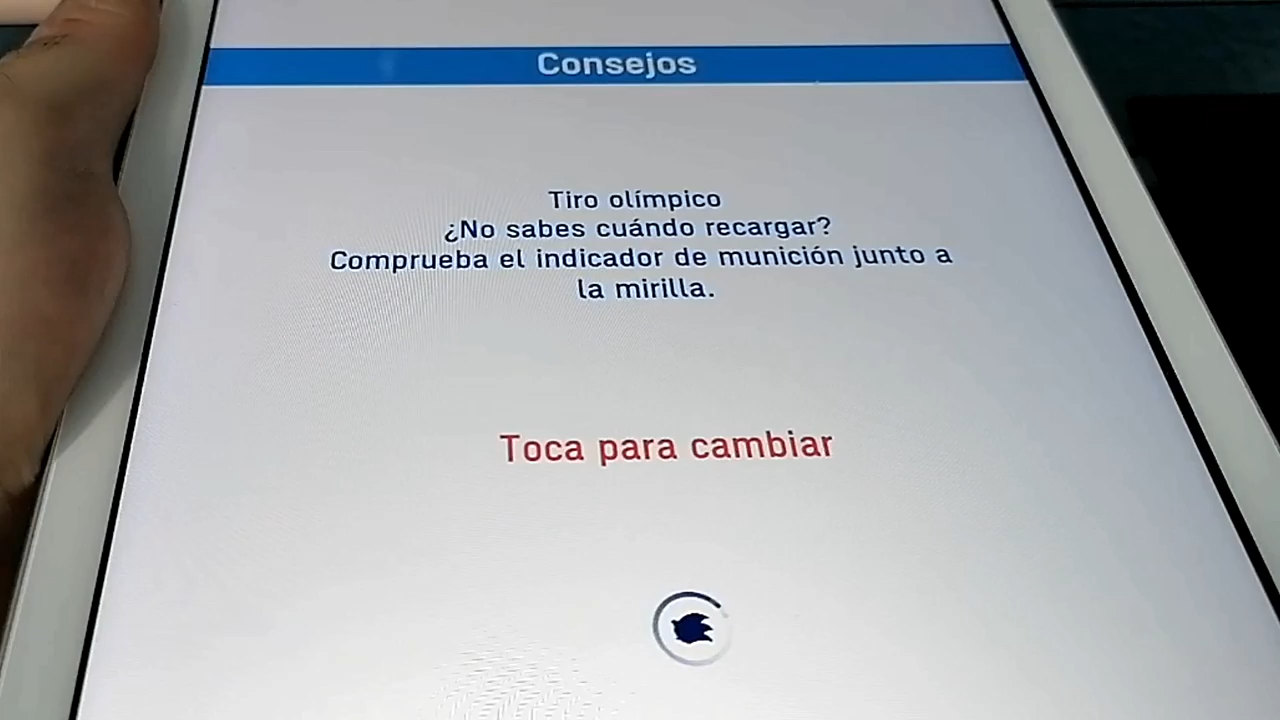 Consejos
Tiro olímpico
¿No sabes cuándo recargar?
Comprueba el indicador de munición junto a
la mirilla.
Toca para cambiar